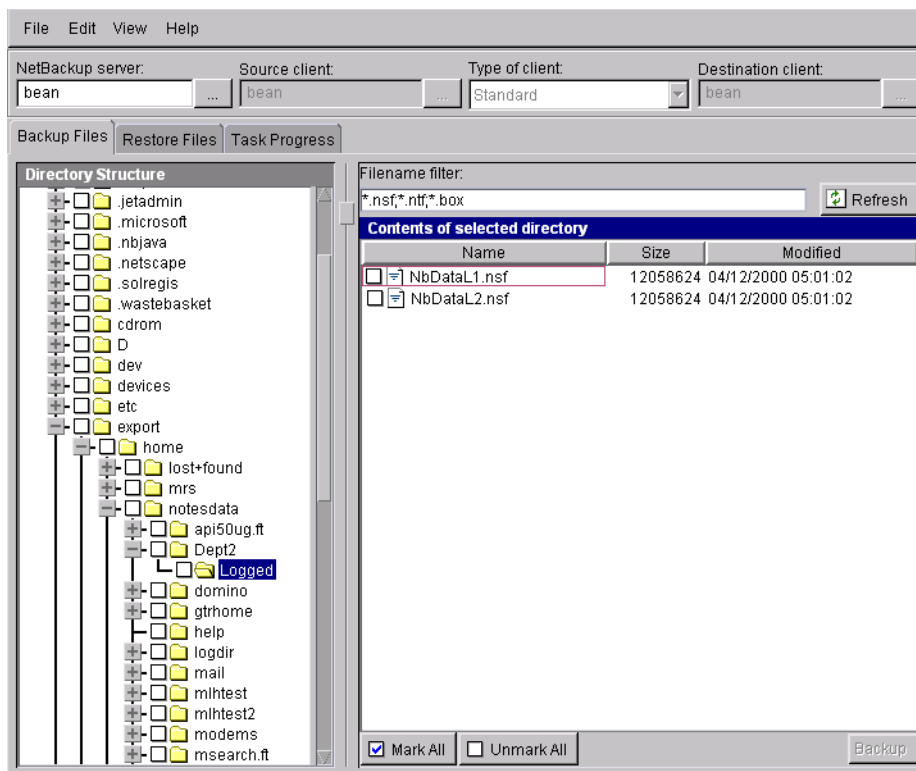 File Edit View Help
NetBackup server: Source client: Type of client: Destination client:
bean ... bean ... Standard bean ...
Backup Files Restore Files Task Progress
Directory Structure
.jetadmin
.microsoft
.nbjava
.netscape
.solregis
.wastebasket
cdrom
D
dev
devices
etc
export
home
lost+found
mrs
notesdata
api50ug.ft
Dept2
Logged
domino
gtrhome
help
logdir
mail
mlhtest
mlhtest2
modems
msearch.ft
Filename filter:
*.nsf;*.ntf;*.box Refresh
Contents of selected directory
Name Size Modified
NbDataL1.nsf 12058624 04/12/2000 05:01:02
NbDataL2.nsf 12058624 04/12/2000 05:01:02
Mark All Unmark All Backup